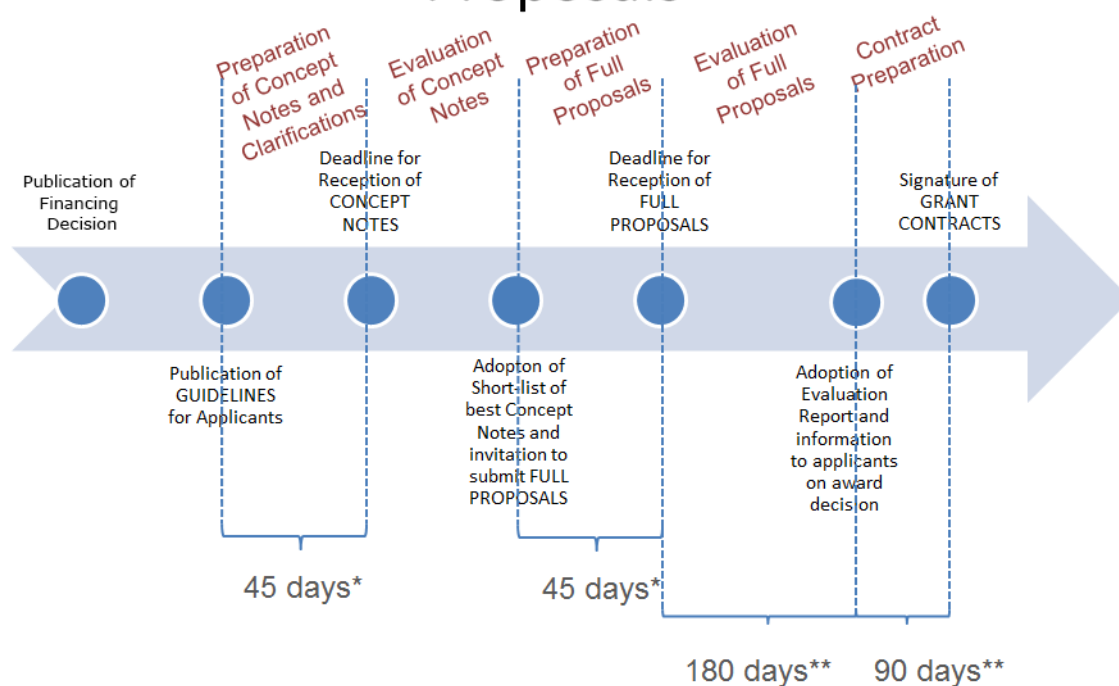 Preparation
of Concept
Notes and
Clarifications
Evaluation
of Concept
Notes
Preparation
of Full
Proposals
Evaluation
of Full
Proposals
Contract
Preparation
Publication of
Financing
Decision
Deadline for
Reception of
CONCEPT
NOTES
Deadline for
Reception of
FULL
PROPOSALS
Signature of
GRANT
CONTRACTS
Publication of
GUIDELINES
for Applicants
Adopton of
Short-list of
best Concept
Notes and
invitation to
submit FULL
PROPOSALS
Adoption of
Evaluation
Report and
information
to applicants
on award
decision
45 days*
45 days*
180 days**
90 days**